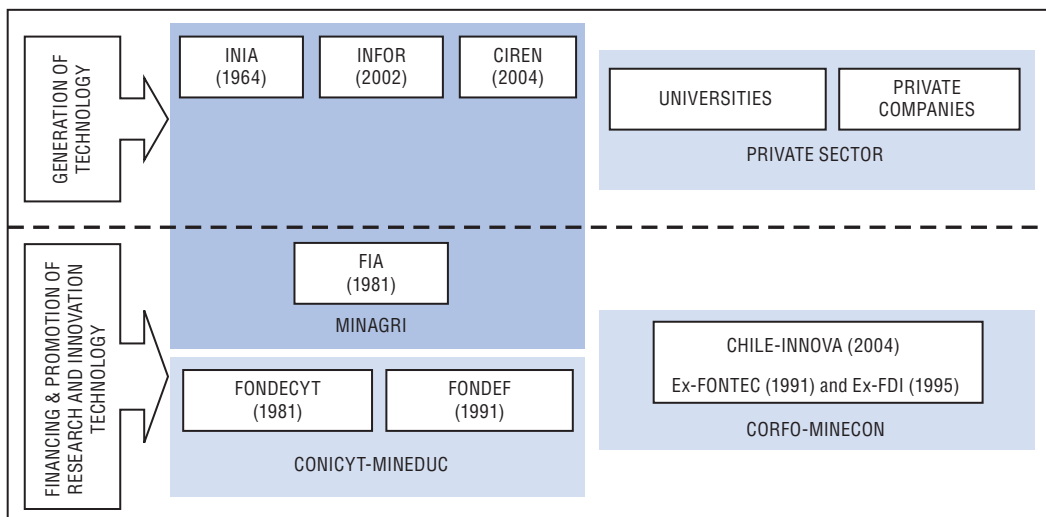 GENERATION OF
TECHNOLOGY
INIA
(1964)
INFOR
(2002)
CIREN
(2004)
UNIVERSITIES
PRIVATE
COMPANIES
PRIVATE SECTOR
FINANCING & PROMOTION OF
RESEARCH AND INNOVATION
TECHNOLOGY
FIA
(1981)
MINAGRI
FONDECYT
(1981)
FONDEF
(1991)
CONICYT-MINEDUC
CHILE-INNOVA (2004)
Ex-FONTEC (1991) and Ex-FDI (1995)
CORFO-MINECON